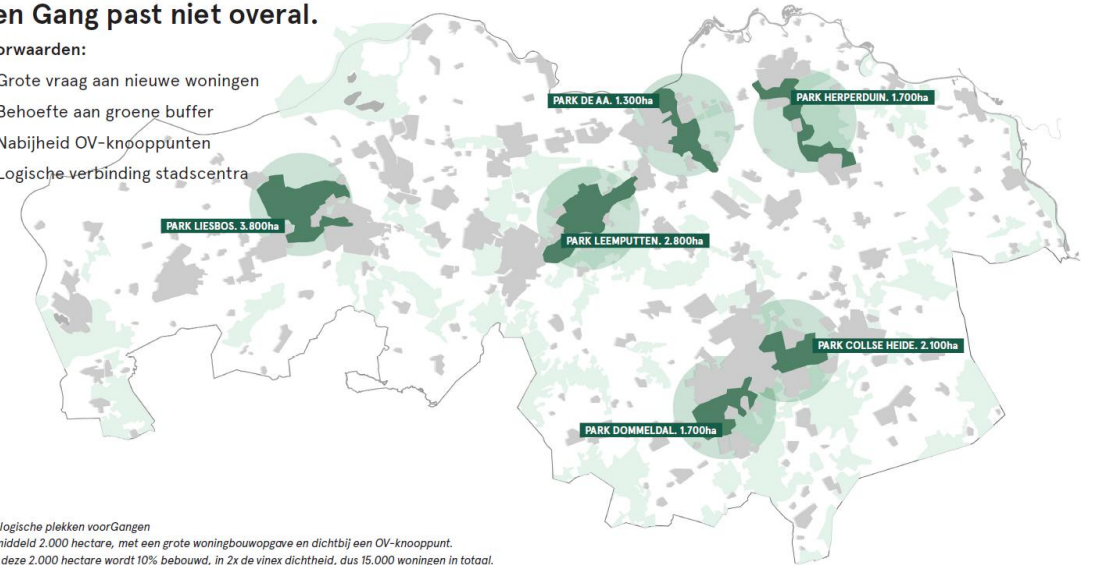 en Gang past niet overal.
orwaarden:
Grote vraag aan nieuwe woningen
Behoefte aan groene buffer
Nabijheid OV-knooppunten
Logische verbinding stadscentra
PARK DE AA. 1.300ha
PARK HERPERDUIN. 1.700ha
PARK LIESBOS. 3.800ha
PARK LEEMPUTTEN. 2.800ha
PARK COLLSE HEIDE. 2.100ha
PARK DOMMELDAL. 1.700ha
logische plekken voorGangen
middeld 2.000 hectare, met een grote woningbouwopgave en dichtbij een OV-knooppunt.
deze 2.000 hectare wordt 10% bebouwd, in 2x de vinex dichtheid, dus 15.000 woningen in totaal.